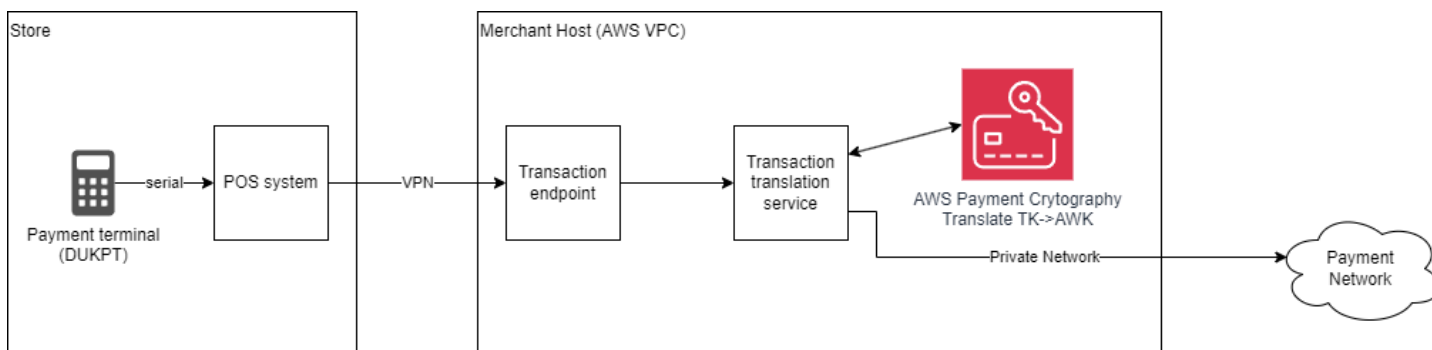 Store
Merchant Host (AWS VPC)
Payment terminal
(DUKPT)
serial
POS system
VPN
Transaction
endpoint
Transaction
translation
service
AWS Payment Crytography
Translate TK->AWK
Private Network
Payment
Network